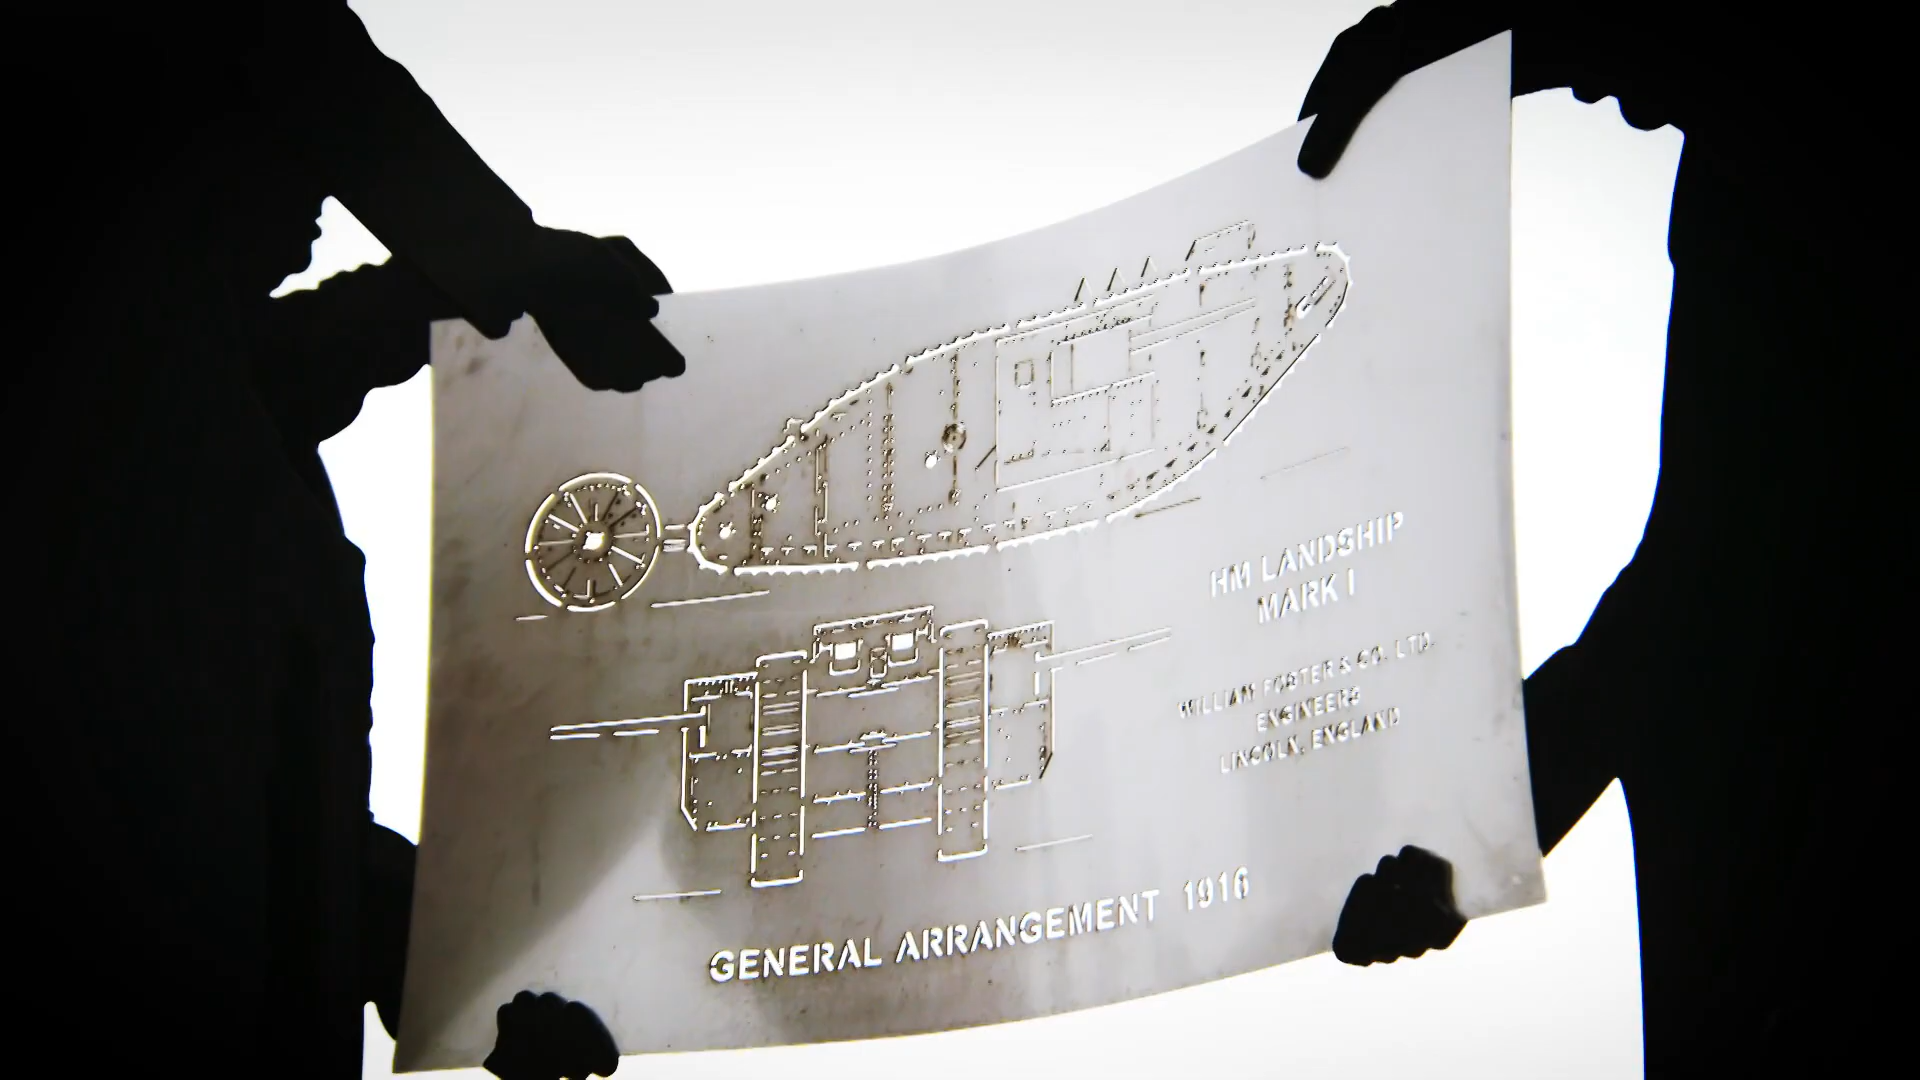 HM LANDSHIP
MARK I
WILLIAM FOSTER & CO. LTD.
ENGINEERS
LINCOLN, ENGLAND
GENERAL ARRANGEMENT 1916